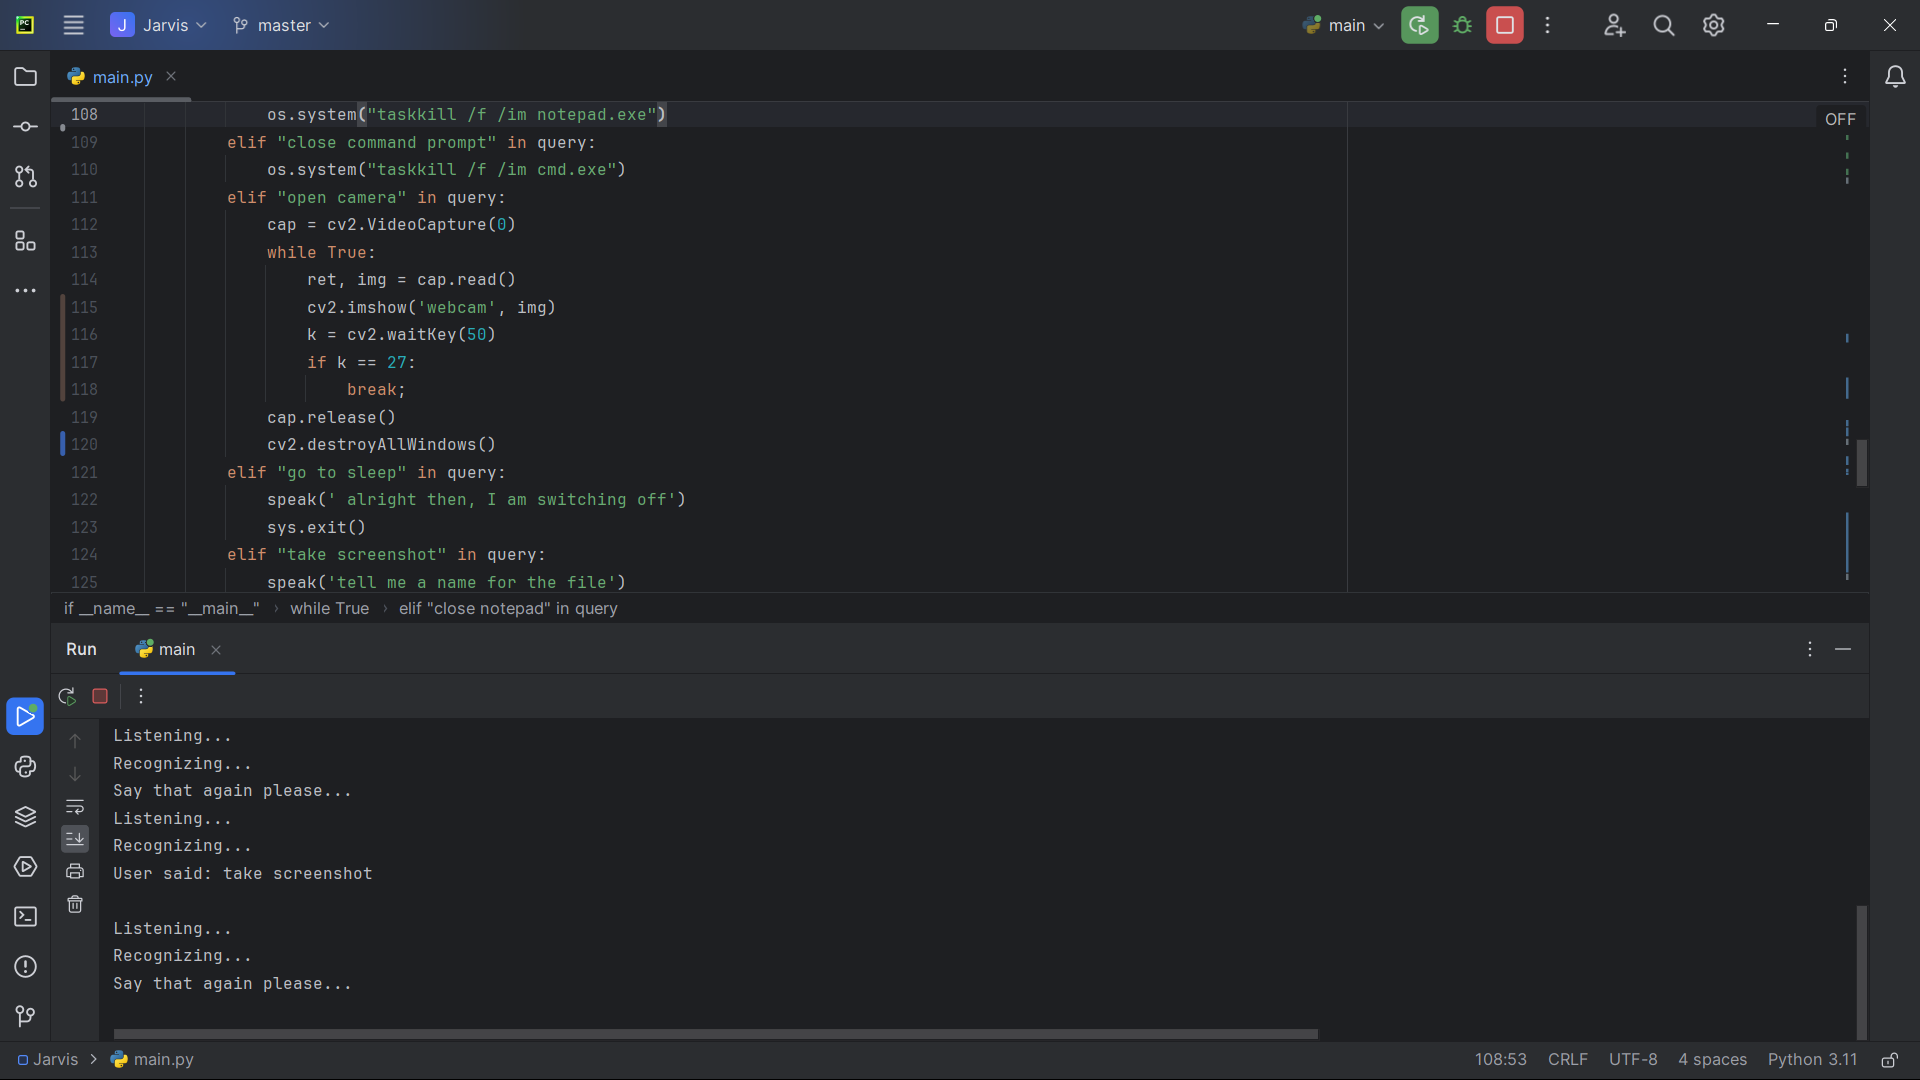 PC
J Jarvis master main
main.py
108 os.system("taskkill /f /im notepad.exe")
OFF
109 elif "close command prompt" in query:
110 os.system("taskkill /f /im cmd.exe")
111 elif "open camera" in query:
112 cap = cv2.VideoCapture(0)
113 while True:
114 ret, img = cap.read()
115 cv2.imshow('webcam', img)
116 k = cv2.waitKey(50)
117 if k == 27:
118 break;
119 cap.release()
120 cv2.destroyAllWindows()
121 elif "go to sleep" in query:
122 speak(' alright then, I am switching off')
123 sys.exit()
124 elif "take screenshot" in query:
125 speak('tell me a name for the file')
if __name__ == "__main__" › while True › elif "close notepad" in query
Run main
Listening...
Recognizing...
Say that again please...
Listening...
Recognizing...
User said: take screenshot
Listening...
Recognizing...
Say that again please...
Jarvis > main.py 108:53 CRLF UTF-8 4 spaces Python 3.11